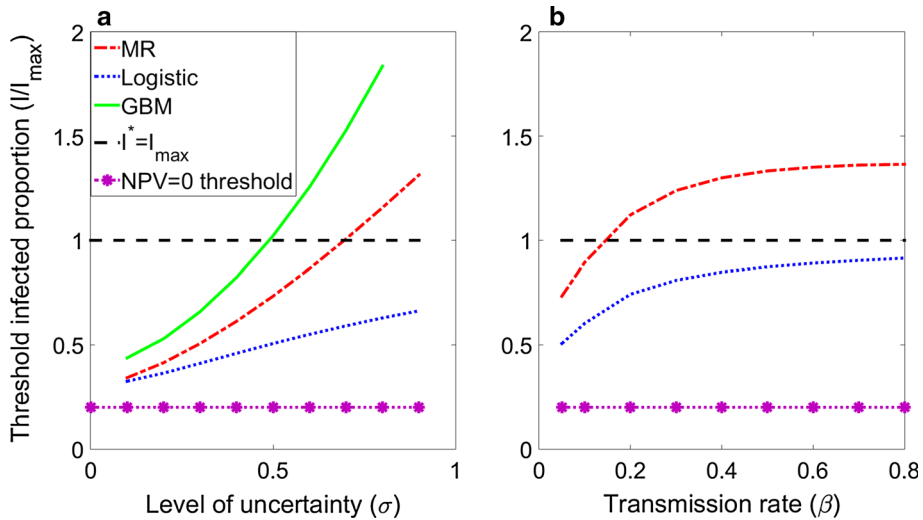 a
b
Threshold infected proportion (I/I_max)
2
1.5
1
0.5
0
MR
Logistic
GBM
I*=I_max
NPV=0 threshold
0
0.5
1
Level of uncertainty (σ)
2
1.5
1
0.5
0
0
0.2
0.4
0.6
0.8
Transmission rate (β)